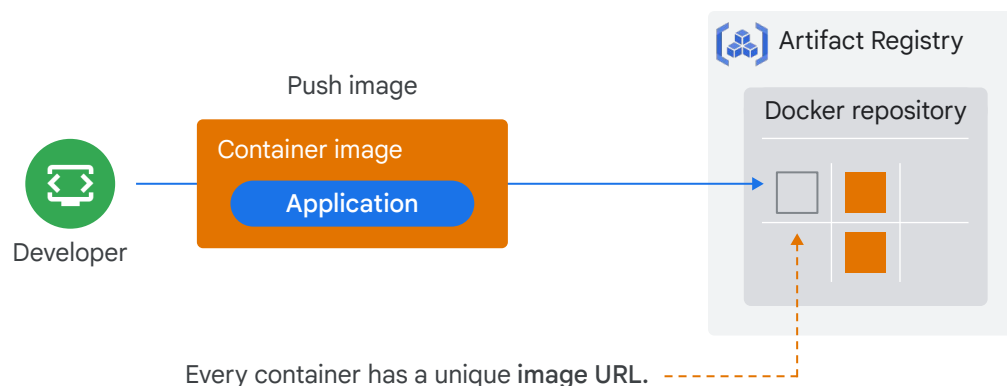 Artifact Registry
Push image
Docker repository
Container image
Application
Developer
Every container has a unique image URL.